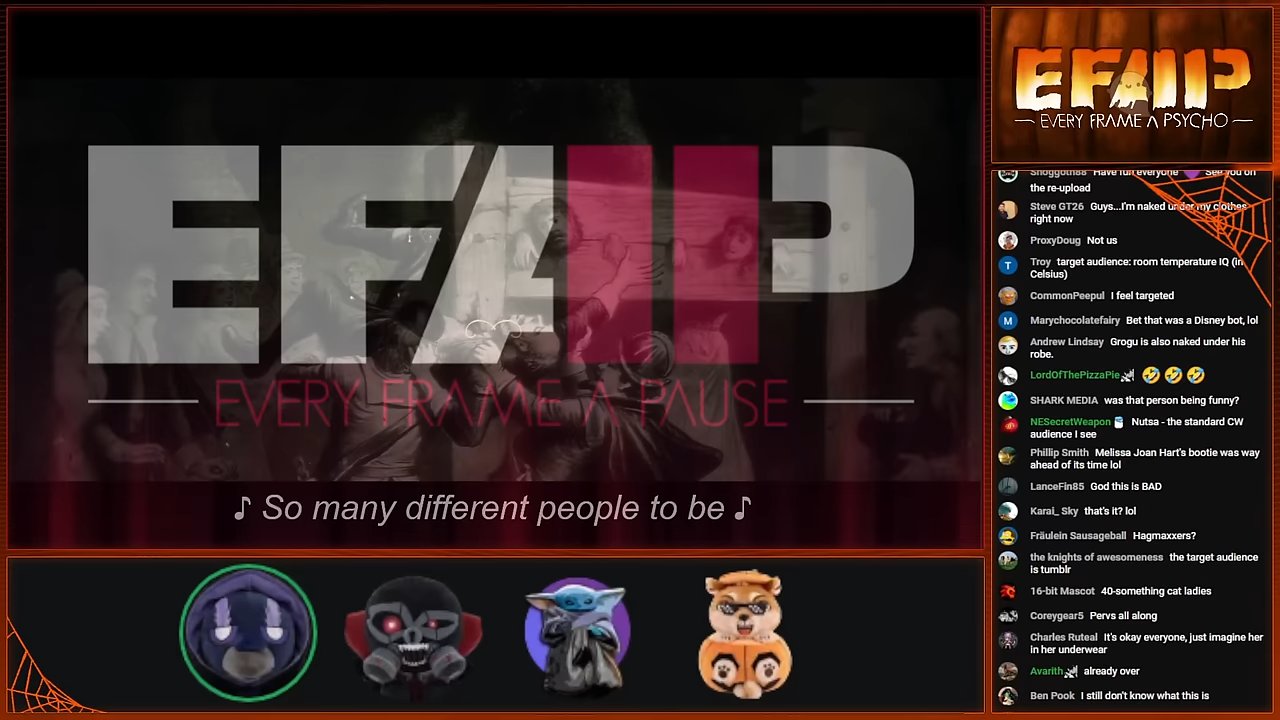 EFAIIP
EVERY FRAME A PAUSE
♪ So many different people to be ♪
EFAIIP
EVERY FRAME A PSYCHO
Shoggoth88 Have fun everyone 💜 See you on
the re-upload
Steve GT26 Guys...I'm naked under my clothes
right now
ProxyDoug Not us
T
Troy target audience: room temperature IQ (in
Celsius)
CommonPeepul I feel targeted
M
Marychocolatefairy Bet that was a Disney bot, lol
Andrew Lindsay Grogu is also naked under his
robe.
LordOfThePizzaPie 🤣 🤣 🤣
SHARK MEDIA was that person being funny?
NESecretWeapon Nutsa - the standard CW
audience I see
Phillip Smith Melissa Joan Hart's bootie was way
ahead of its time lol
LanceFin85 God this is BAD
Karai_ Sky that's it? lol
Fräulein Sausageball Hagmaxxers?
the knights of awesomeness the target audience
is tumblr
16-bit Mascot 40-something cat ladies
Coreygear5 Pervs all along
Charles Ruteal It's okay everyone, just imagine her
in her underwear
Avarith already over
Ben Pook I still don't know what this is